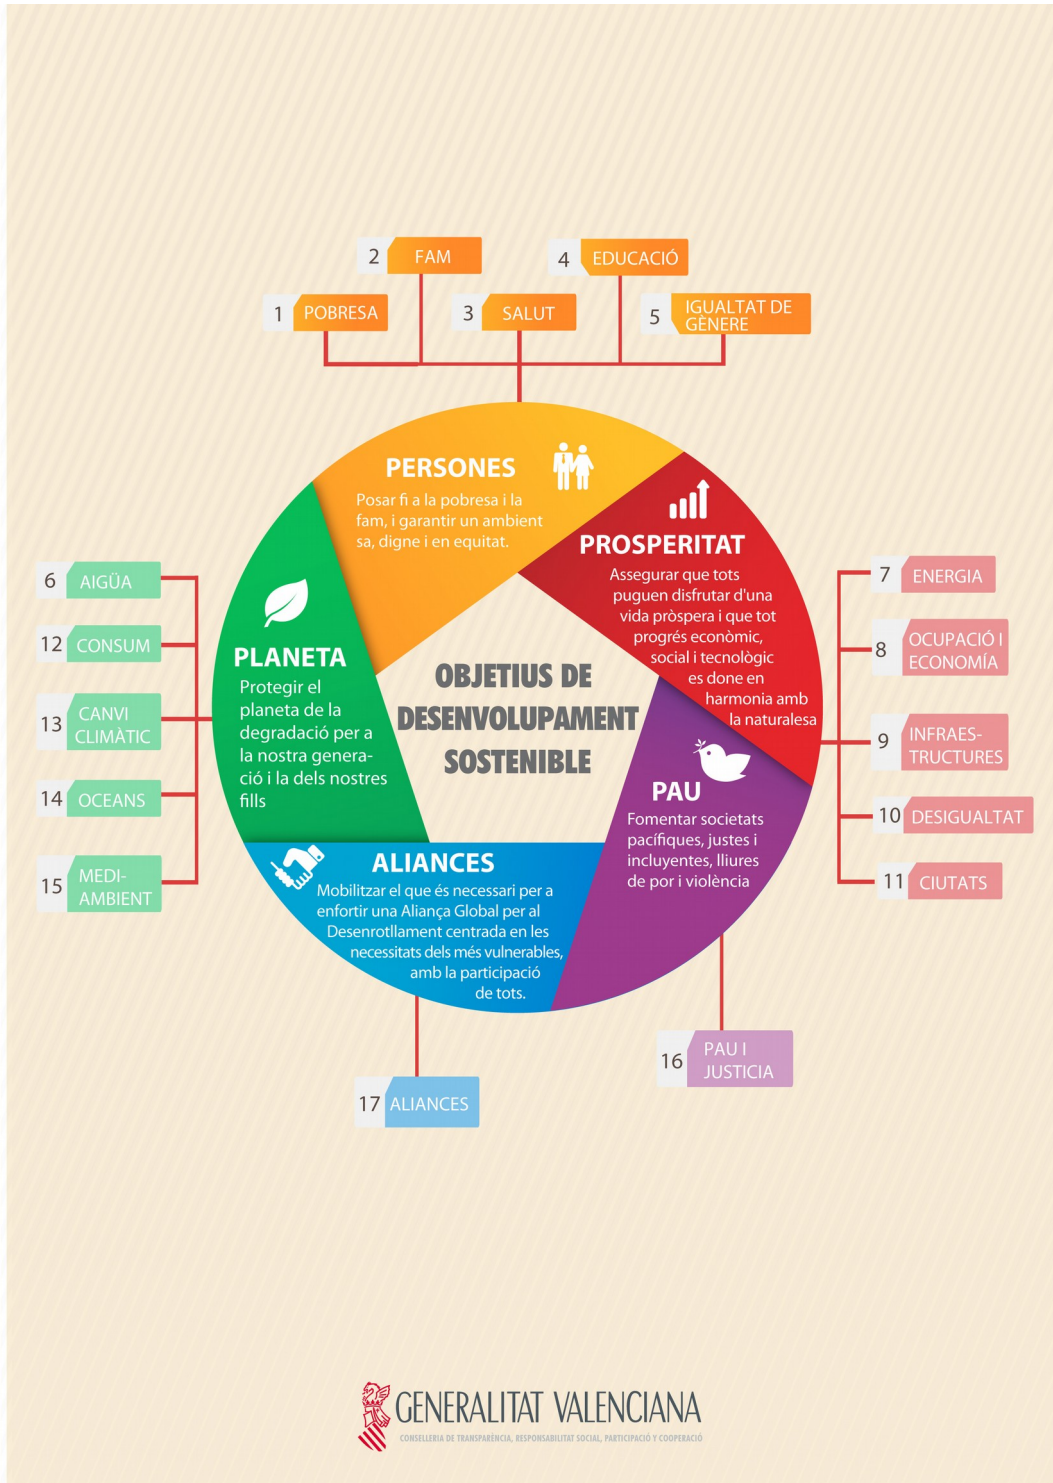 2 FAM
4 EDUCACIÓ
1 POBRESA
3 SALUT
5 IGUALTAT DE
GÈNERE
PERSONES
Posar fi a la pobresa i la
fam, i garantir un ambient
sa, digne i en equitat.
PROSPERITAT
Assegurar que tots
puguen disfrutar d'una
vida pròspera i que tot
progrés econòmic,
social i tecnològic
es done en
harmonia amb
la naturalesa
6 AIGÜA
12 CONSUM
13 CANVI
CLIMÀTIC
14 OCEANS
15 MEDI-
AMBIENT
PLANETA
Protegir el
planeta de la
degradació per a
la nostra genera-
ció i la dels nostres
fills
OBJETIUS DE
DESENVOLUPAMENT
SOSTENIBLE
7 ENERGIA
8 OCUPACIÓ I
ECONOMÍA
9 INFRAES-
TRUCTURES
10 DESIGUALTAT
11 CIUTATS
PAU
Fomentar societats
pacífiques, justes i
incluyentes, lliures
de por i violència
ALIANCES
Mobilitzar el que és necessari per a
enfortir una Aliança Global per al
Desenrotllament centrada en les
necessitats dels més vulnerables,
amb la participació
de tots.
16 PAU I
JUSTICIA
17 ALIANCES
GENERALITAT VALENCIANA
CONSELLERIA DE TRANSPARÈNCIA, RESPONSABILITAT SOCIAL, PARTICIPACIÓ Y COOPERACIÓ